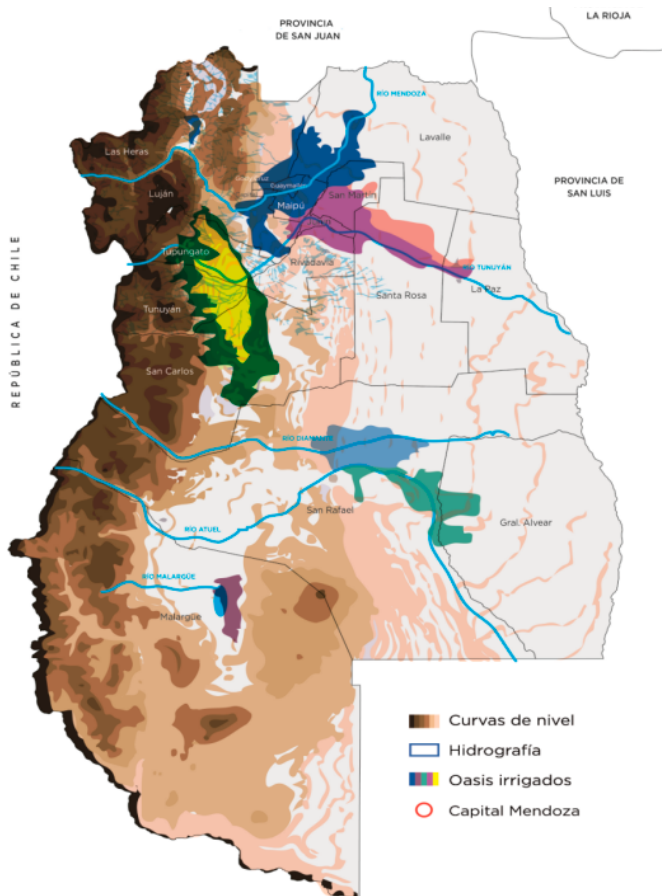 LA RIOJA
PROVINCIA
DE SAN JUAN
RÍO MENDOZA
Lavalle
Las Heras
PROVINCIA DE
SAN LUIS
Guaymallén
Luján
San Martín
Maipú
REPÚBLICA DE CHILE
Junín
Tupungato
Rivadavia
RÍO TUNUYÁN
La Paz
Santa Rosa
Tunuyán
San Carlos
RÍO DIAMANTE
San Rafael
Gral. Alvear
RÍO ATUEL
RÍO MALARGÜE
Malargüe
Curvas de nivel
Hidrografía
Oasis irrigados
Capital Mendoza